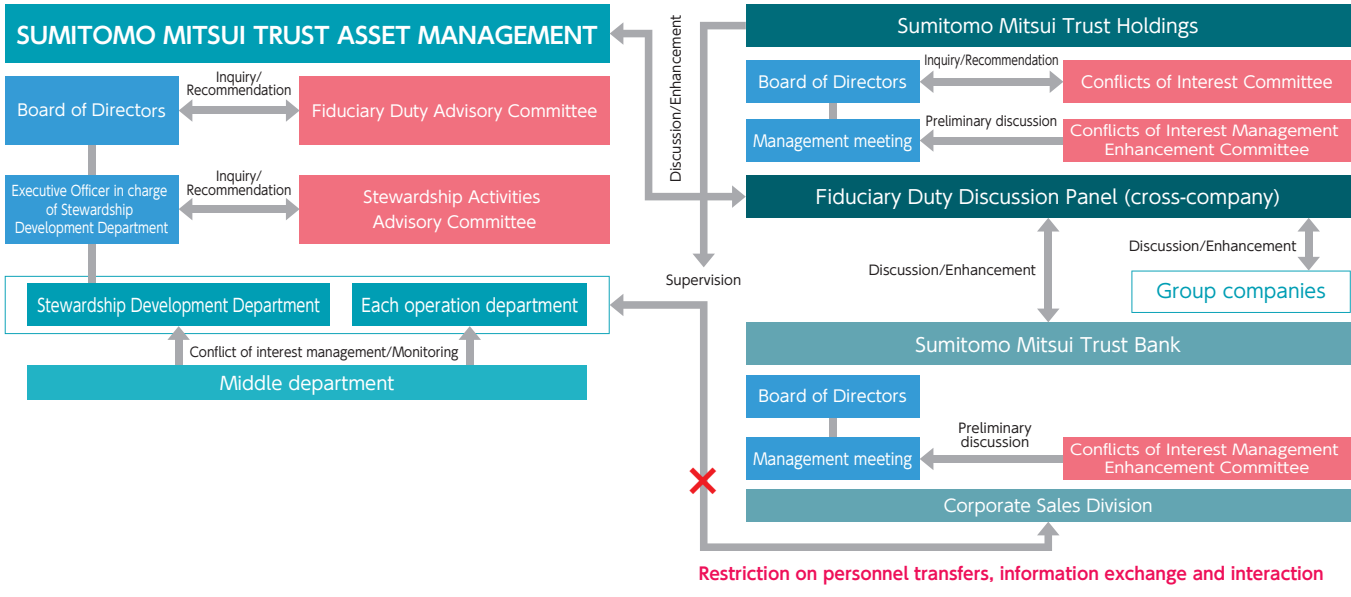 SUMITOMO MITSUI TRUST ASSET MANAGEMENT
Board of Directors
Inquiry/
Recommendation
Fiduciary Duty Advisory Committee
Executive Officer in charge
of Stewardship
Development Department
Inquiry/
Recommendation
Stewardship Activities
Advisory Committee
Stewardship Development Department
Each operation department
Conflict of interest management/Monitoring
Middle department
Discussion/Enhancement
Supervision
Sumitomo Mitsui Trust Holdings
Board of Directors
Inquiry/Recommendation
Conflicts of Interest Committee
Management meeting
Preliminary discussion
Conflicts of Interest Management
Enhancement Committee
Fiduciary Duty Discussion Panel (cross-company)
Discussion/Enhancement
Discussion/Enhancement
Group companies
Sumitomo Mitsui Trust Bank
Board of Directors
Management meeting
Preliminary
discussion
Conflicts of Interest Management
Enhancement Committee
Corporate Sales Division
Restriction on personnel transfers, information exchange and interaction